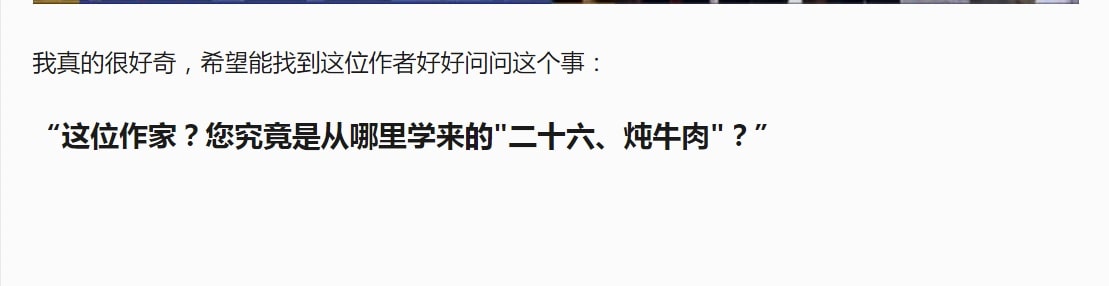 我真的很好奇，希望能找到这位作者好好问问这个事：
“这位作家？您究竟是从哪里学来的"二十六、炖牛肉"？”